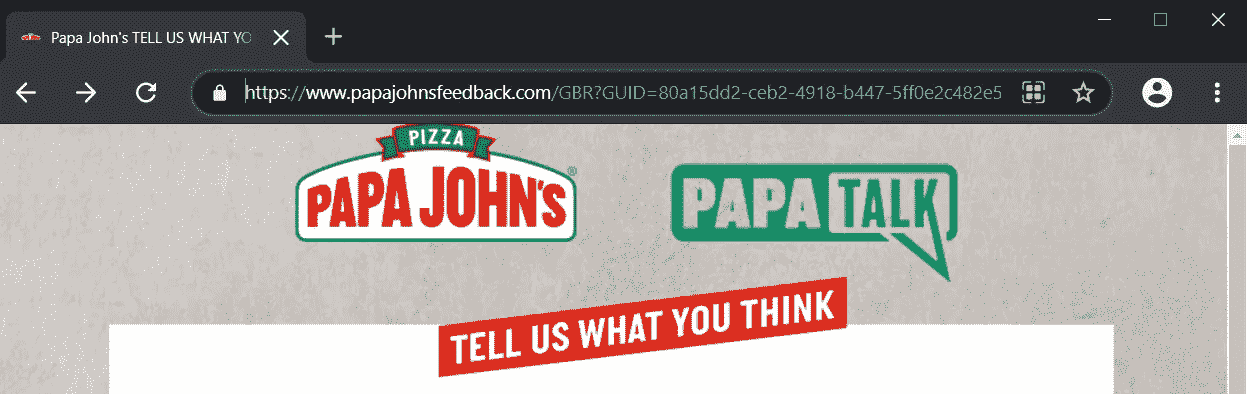 Papa John's TELL US WHAT YO
https://www.papajohnsfeedback.com/GBR?GUID=80a15dd2-ceb2-4918-b447-5ff0e2c482e5
PIZZA
PAPA JOHN'S®
PAPA TALK
TELL US WHAT YOU THINK